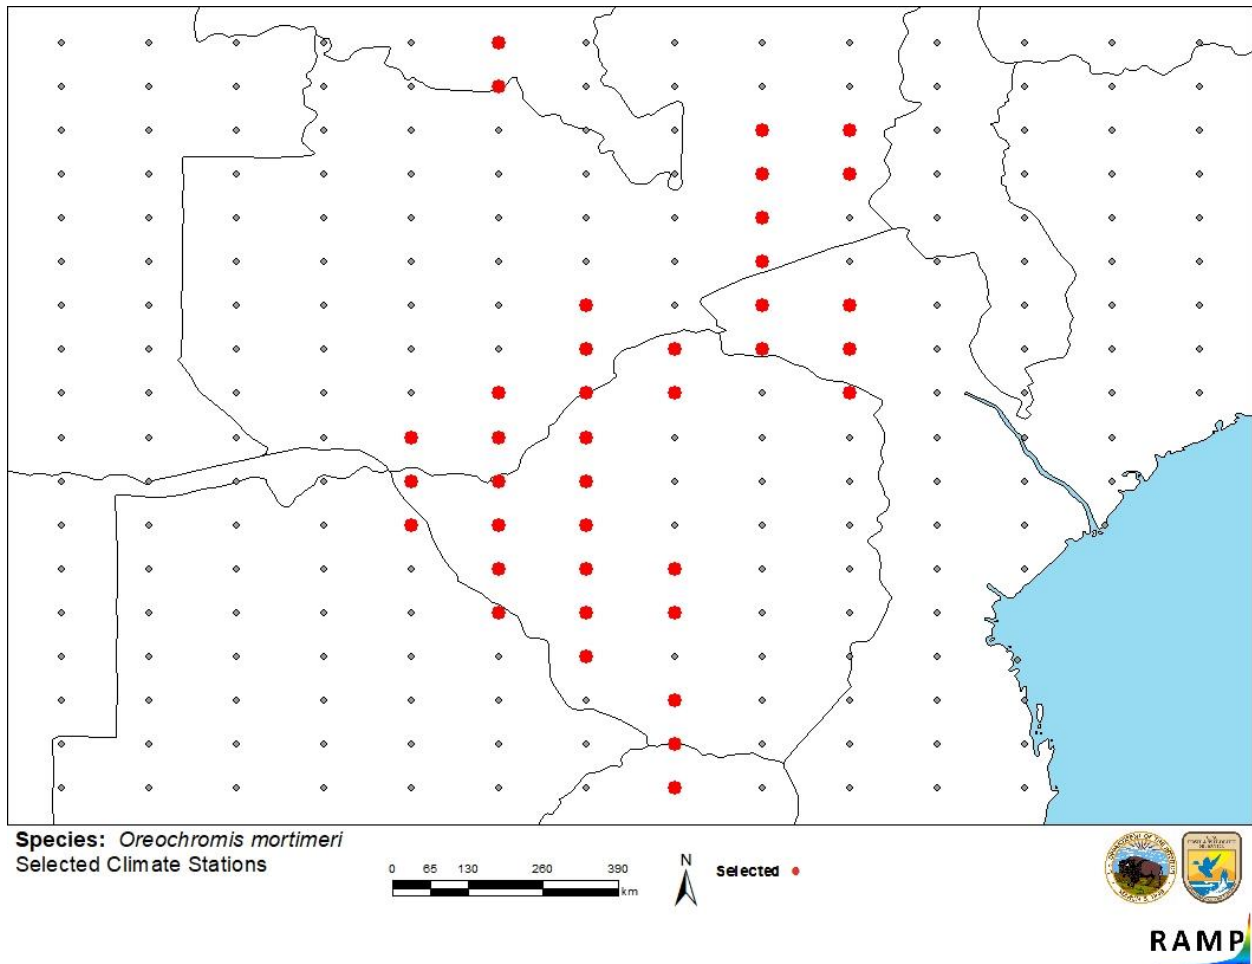 Species: Oreochromis mortimeri
Selected Climate Stations
0 65 130 260 390
km
N
Selected
RAMP